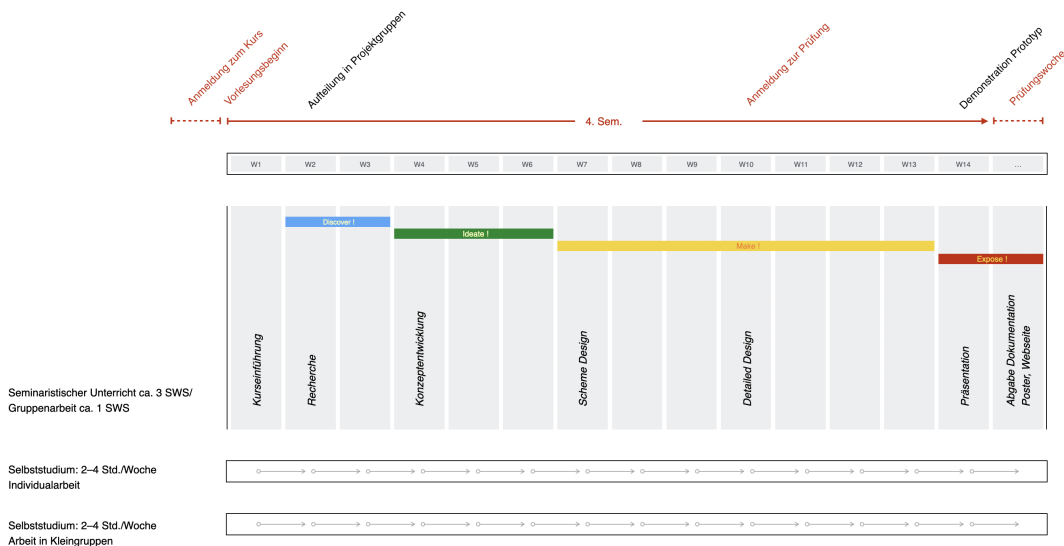 Anmeldung zum Kurs
Vorlesungsbeginn
Aufteilung in Projektgruppen
Anmeldung zur Prüfung
Demonstration Prototyp
Prüfungswoche
4. Sem.
W1 W2 W3 W4 W5 W6 W7 W8 W9 W10 W11 W12 W13 W14 ...
Discover !
Ideate !
Make !
Expose !
Kurseinführung
Recherche
Konzeptentwicklung
Scheme Design
Detailed Design
Präsentation
Abgabe Dokumentation
Poster, Webseite
Seminaristischer Unterricht ca. 3 SWS/
Gruppenarbeit ca. 1 SWS
Selbststudium: 2–4 Std./Woche
Individualarbeit
Selbststudium: 2–4 Std./Woche
Arbeit in Kleingruppen